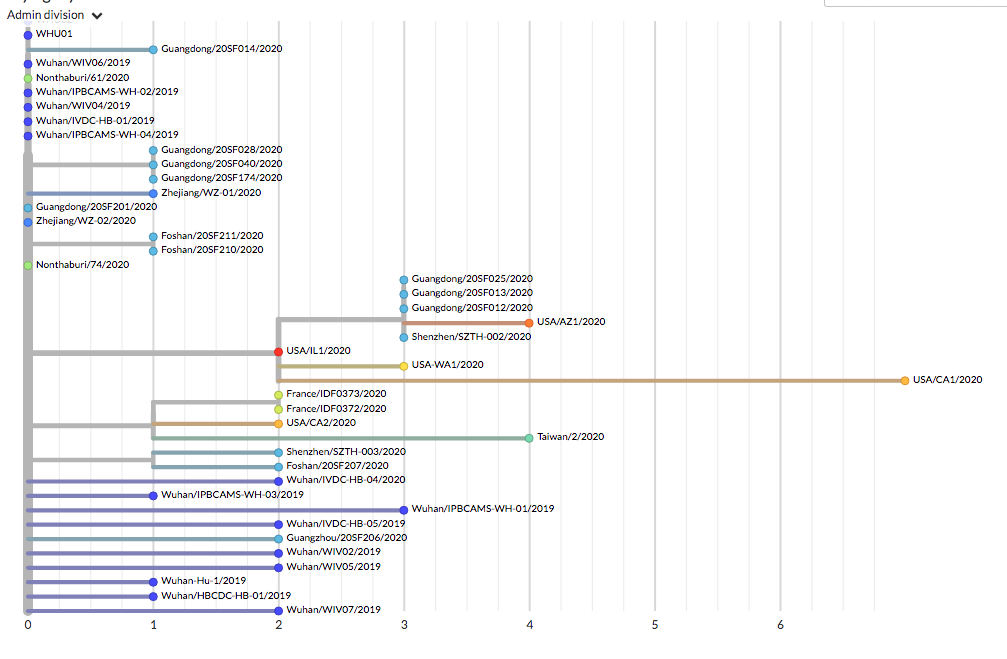 Admin division
WHU01
Guangdong/20SF014/2020
Wuhan/WIV06/2019
Nonthaburi/61/2020
Wuhan/IPBCAMS-WH-02/2019
Wuhan/WIV04/2019
Wuhan/IVDC-HB-01/2019
Wuhan/IPBCAMS-WH-04/2019
Guangdong/20SF028/2020
Guangdong/20SF040/2020
Guangdong/20SF174/2020
Zhejiang/WZ-01/2020
Guangdong/20SF201/2020
Zhejiang/WZ-02/2020
Foshan/20SF211/2020
Foshan/20SF210/2020
Nonthaburi/74/2020
Guangdong/20SF025/2020
Guangdong/20SF013/2020
Guangdong/20SF012/2020
USA/AZ1/2020
Shenzhen/SZTH-002/2020
USA/IL1/2020
USA-WA1/2020
USA/CA1/2020
France/IDF0373/2020
France/IDF0372/2020
USA/CA2/2020
Taiwan/2/2020
Shenzhen/SZTH-003/2020
Foshan/20SF207/2020
Wuhan/IVDC-HB-04/2020
Wuhan/IPBCAMS-WH-03/2019
Wuhan/IPBCAMS-WH-01/2019
Wuhan/IVDC-HB-05/2019
Guangzhou/20SF206/2020
Wuhan/WIV02/2019
Wuhan/WIV05/2019
Wuhan-Hu-1/2019
Wuhan/HBCDC-HB-01/2019
Wuhan/WIV07/2019
0 1 2 3 4 5 6